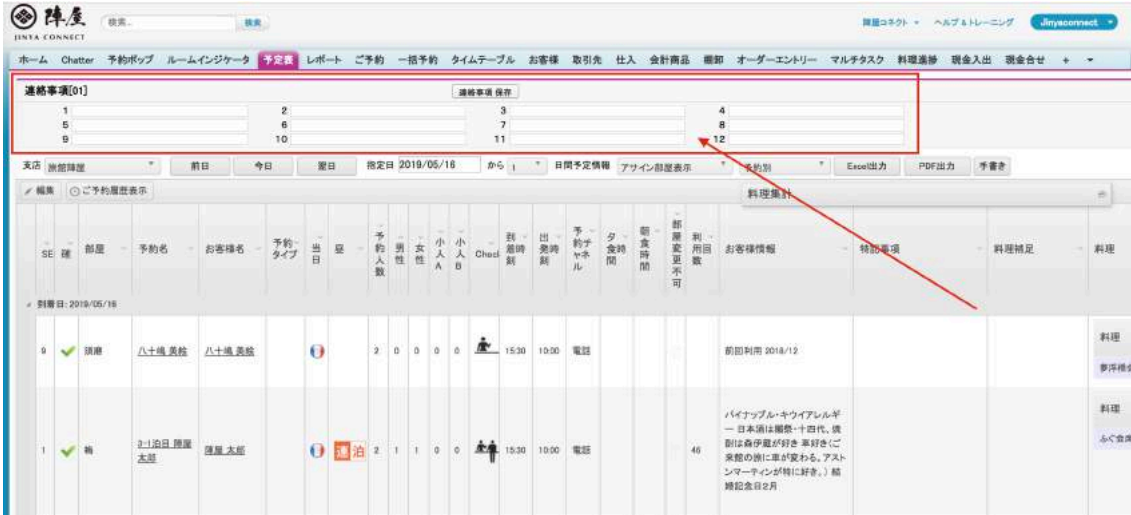 陣屋
JINYA CONNECT
検索...
検索
陣屋コネクト
ヘルプ&トレーニング
Jinyaconnect
ホーム Chatter 予約ポップ ルームインジケータ 予定表 レポート ご予約 一括予約 タイムテーブル お客様 取引先 仕入 会計商品 棚卸 オーダーエントリー マルチタスク 料理進捗 現金入出 現金合せ +
連絡事項[01]
連絡事項 保存
1 2 3 4
5 6 7 8
9 10 11 12
支店 旅館陣屋 前日 今日 翌日 指定日 2019/05/16 から 1 日間予定情報 アサイン部屋表示 予約別 Excel出力 PDF出力 手書き
編集 ご予約履歴表示
料理集計
SE 確 部屋 予約名 お客様名 予約タイプ 当日 昼 予約人数 男性 女性 小人A 小人B Checl 到着時刻 出発時刻 予約チャネル 夕食時間 朝食時間 部屋変更不可 利用回数 お客様情報 特記事項 料理補足 料理
到着日: 2019/05/16
9 須磨 八十嶋 美絵 八十嶋 美絵 2 0 0 0 0 15:30 10:00 電話 前回利用 2018/12
料理
1 梅 3-1泊目 陣屋
太郎
陣屋 太郎 連 泊 2 1 1 0 0 15:30 10:00 電話 46
パイナップル・キウイアレルギ
ー 日本酒は獺祭・十四代、焼
酎は森伊蔵が好き 車好き(ご
来館の旅に車が変わる。アスト
ンマーティンが特に好き。) 結
婚記念日2月
料理